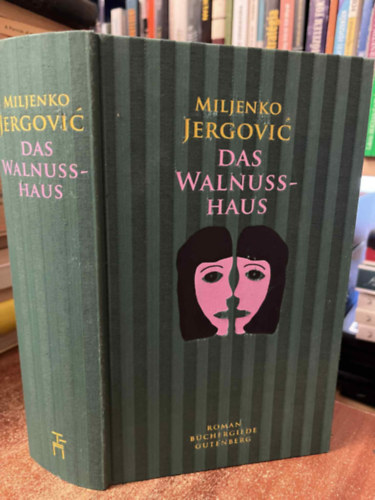 MILJENKO
JERGOVIĆ
DAS
WALNUSS-
HAUS
MILJENKO
JERGOVIĆ
DAS
WALNUSS-
HAUS
ROMAN
BÜCHERGILDE
GUTENBERG